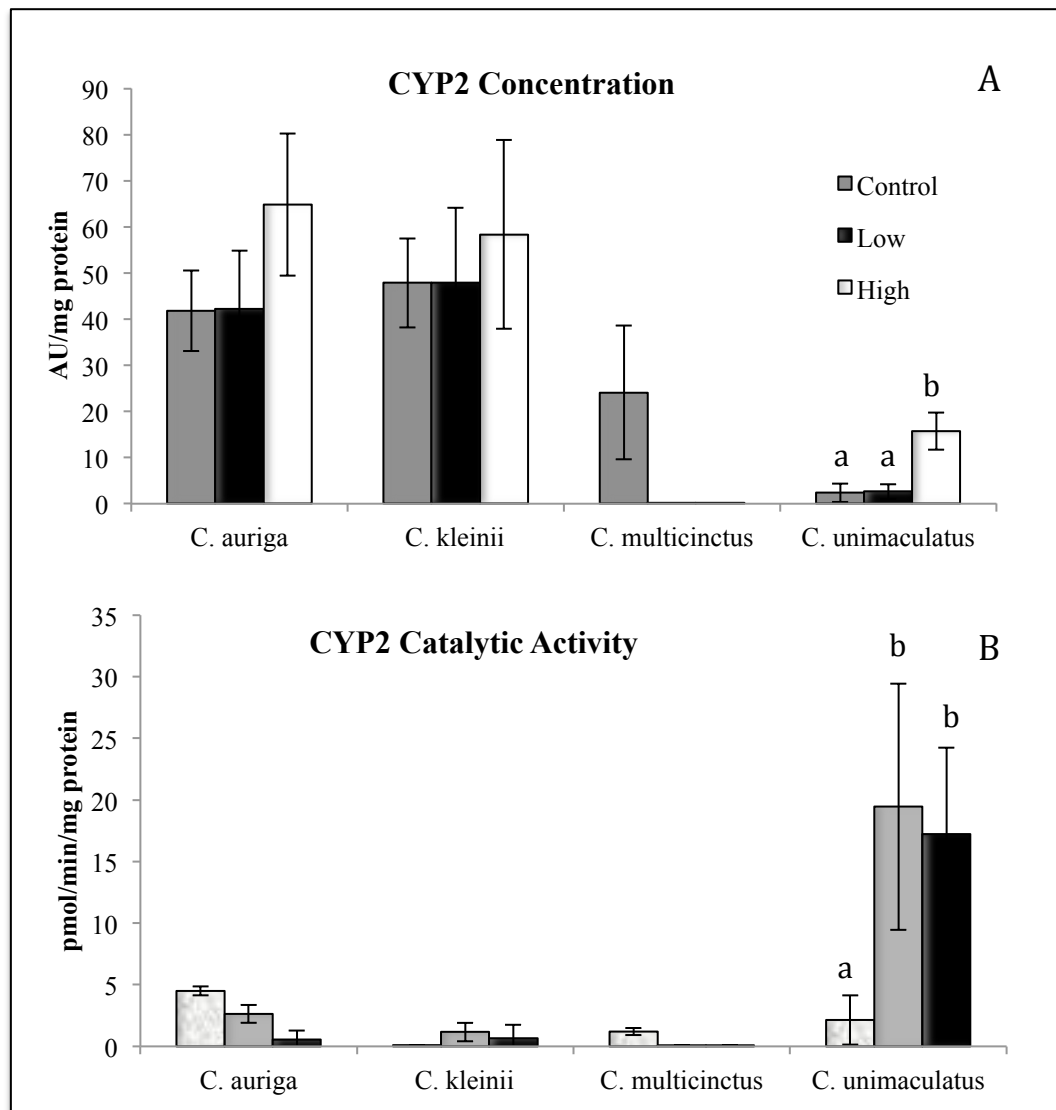 CYP2 Concentration
A
90
80
70
60
50
40
30
20
10
0
AU/mg protein
Control
Low
High
a
a
b
C. auriga
C. kleinii
C. multicinctus
C. unimaculatus
CYP2 Catalytic Activity
B
35
30
25
20
15
10
5
0
pmol/min/mg protein
a
b
b
C. auriga
C. kleinii
C. multicinctus
C. unimaculatus